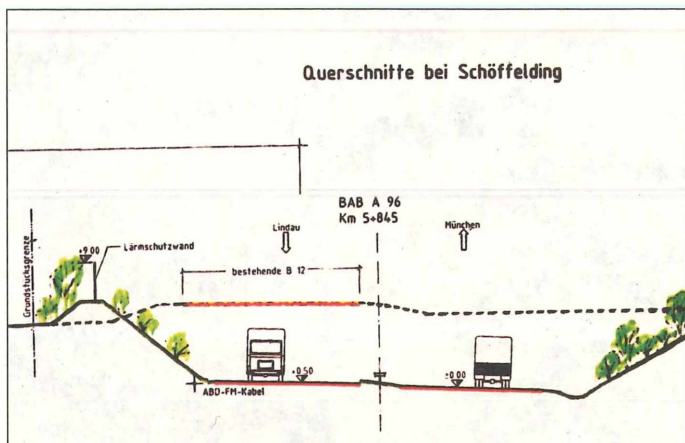 Querschnitte bei Schöffelding
BAB A 96
Km 5+845
Lindau
München
+9.00
Lärmschutzwand
bestehende B 12
Grundstücksgrenze
+0.50
±0.00
ABD-FM-Kabel